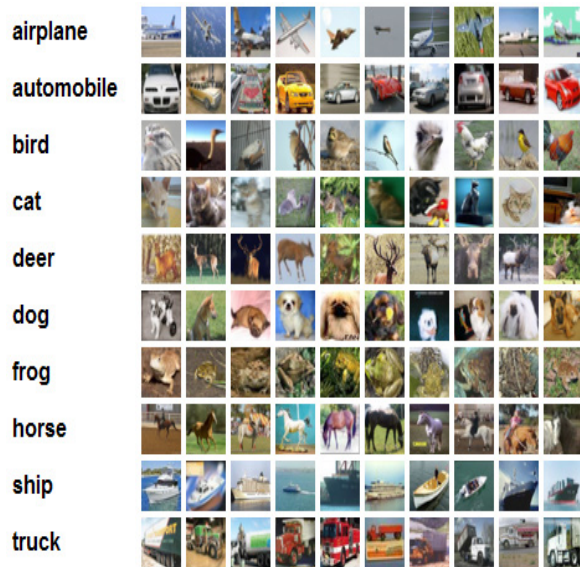 airplane
automobile
bird
cat
deer
dog
frog
horse
ship
truck